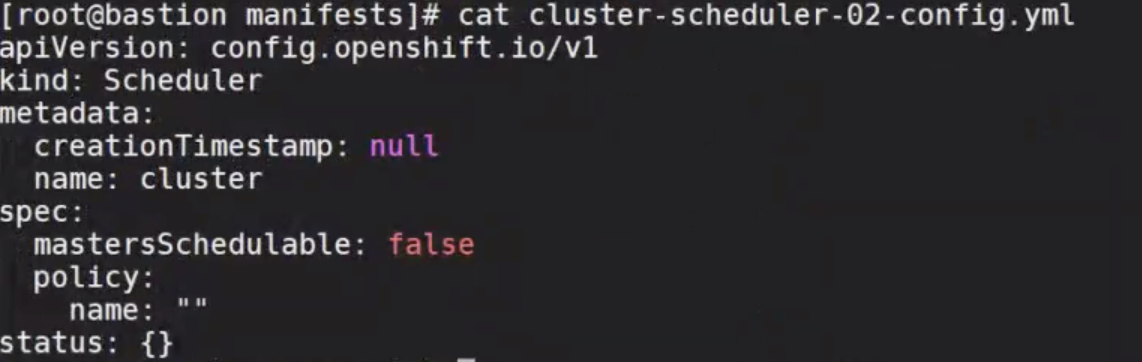 [root@bastion manifests]# cat cluster-scheduler-02-config.yml
apiVersion: config.openshift.io/v1
kind: Scheduler
metadata:
  creationTimestamp: null
  name: cluster
spec:
  mastersSchedulable: false
  policy:
    name: ""
status: {}